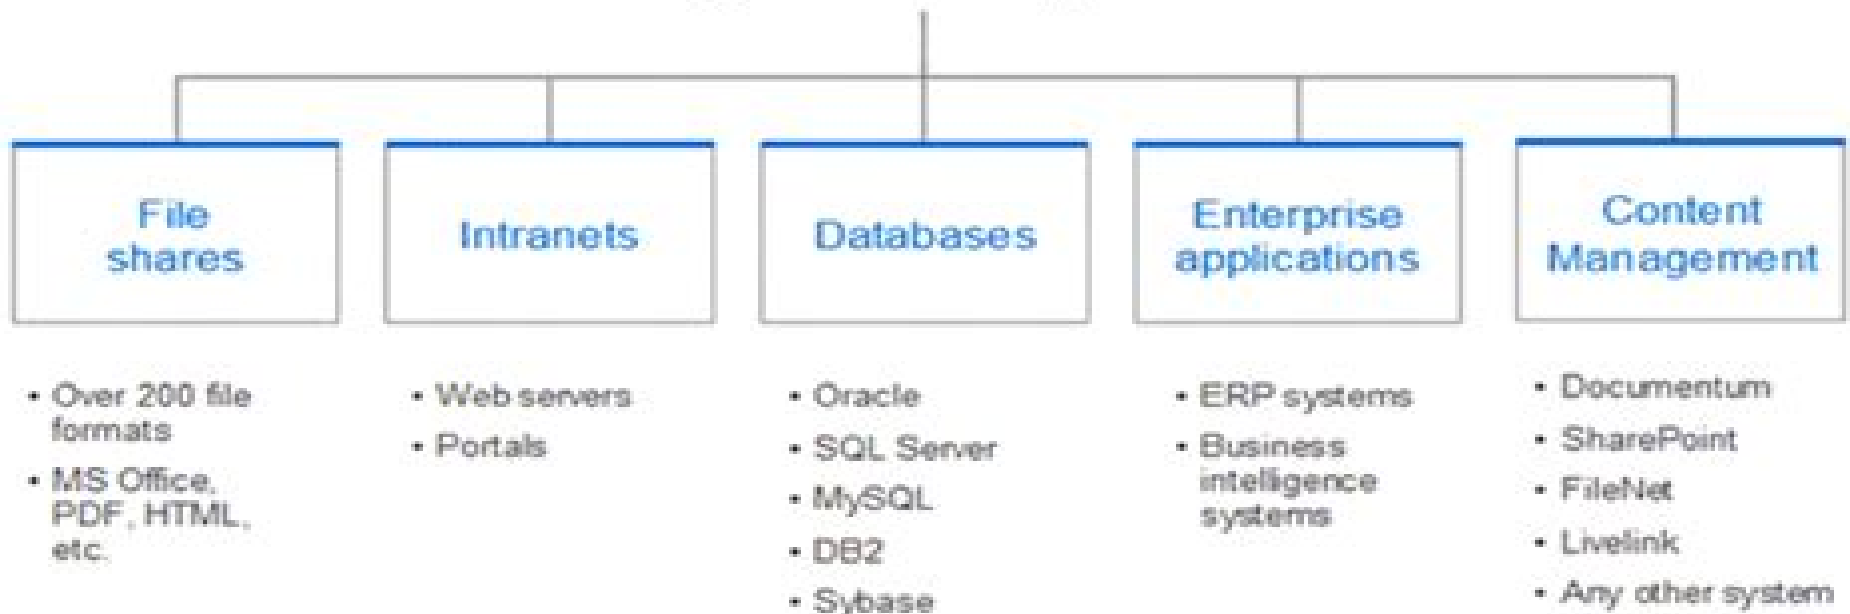 File
shares
Intranets
Databases
Enterprise
applications
Content
Management
• Over 200 file
formats
• MS Office,
PDF, HTML,
etc.
• Web servers
• Portals
• Oracle
• SQL Server
• MySQL
• DB2
• Sybase
• ERP systems
• Business
intelligence
systems
• Documentum
• SharePoint
• FileNet
• Livelink
• Any other system